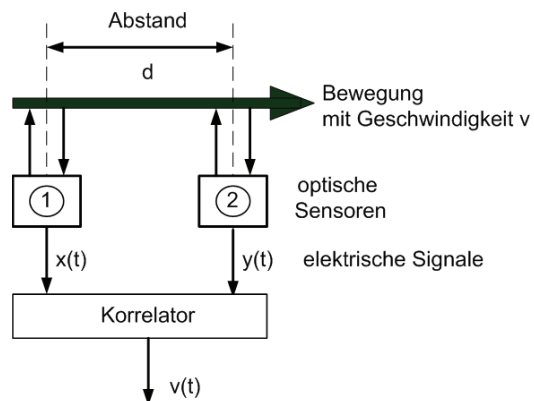 Abstand
d
Bewegung
mit Geschwindigkeit v
1
2
optische
Sensoren
x(t)
y(t)
elektrische Signale
Korrelator
v(t)